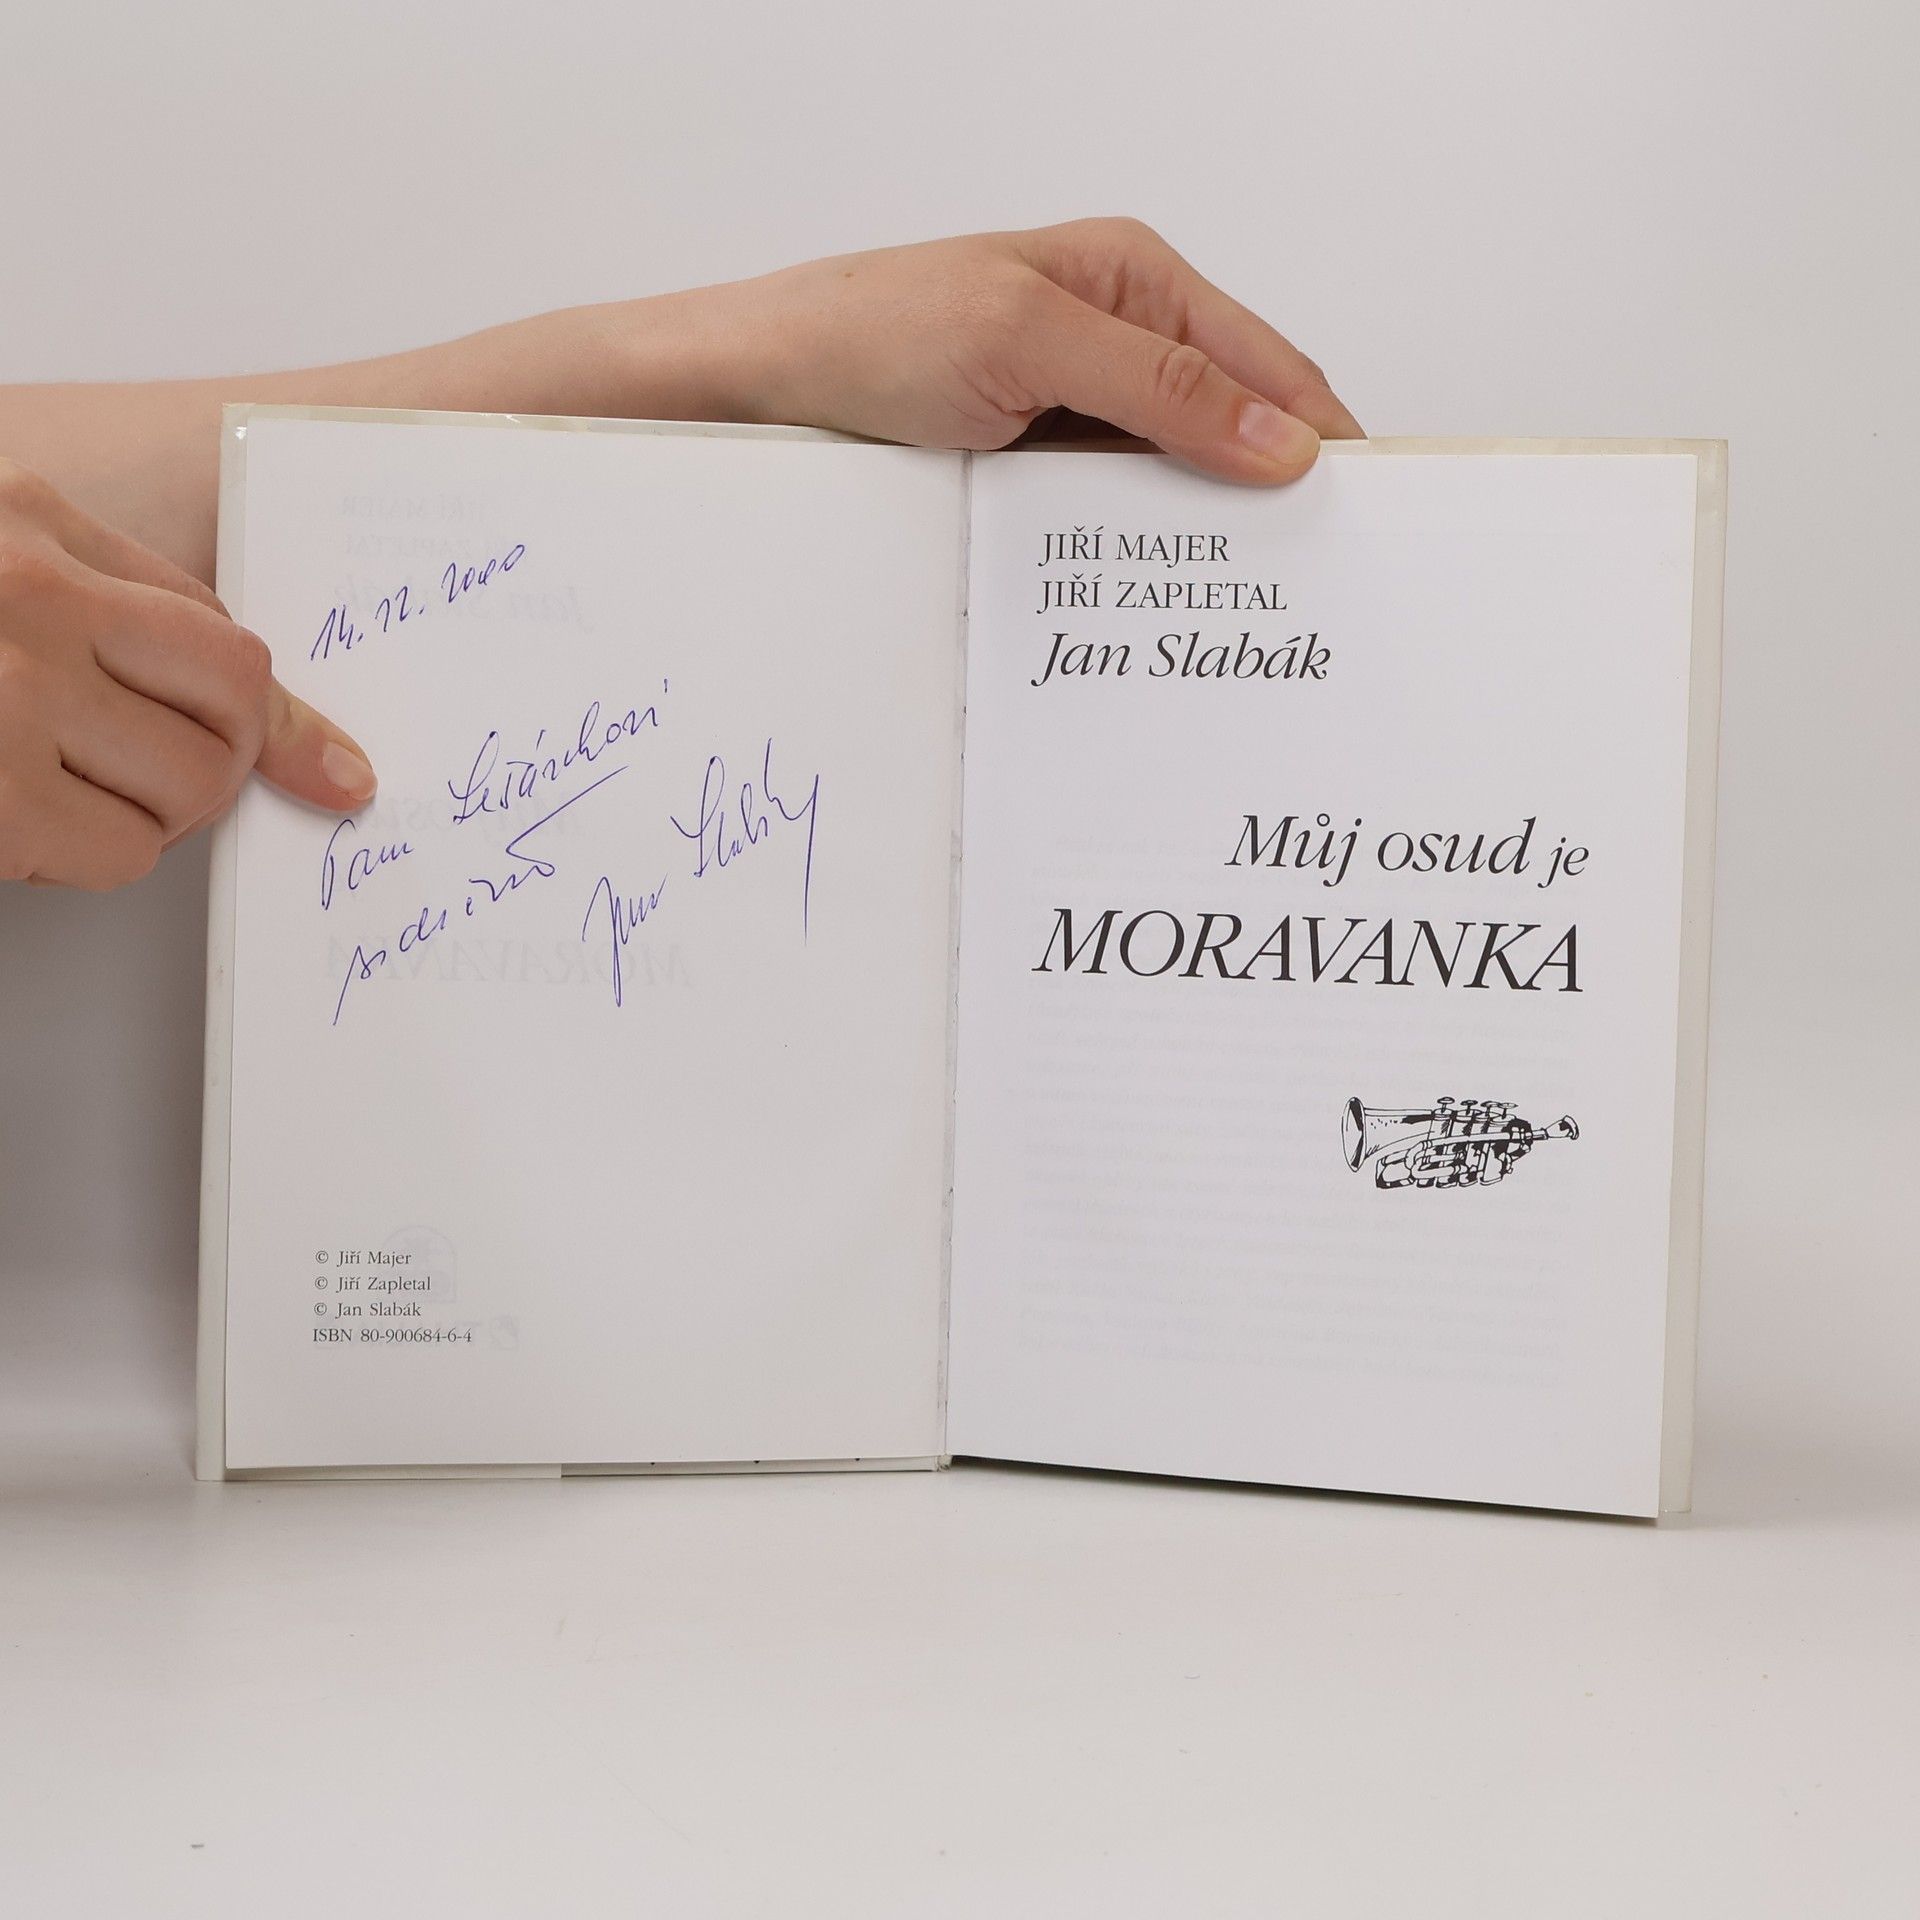 14. 12. 2000
Panu
srdečně
Jan Slabák
© Jiří Majer
© Jiří Zapletal
© Jan Slabák
ISBN 80-900684-6-4
JIŘÍ MAJER
JIŘÍ ZAPLETAL
Jan Slabák
Můj osud je
MORAVANKA